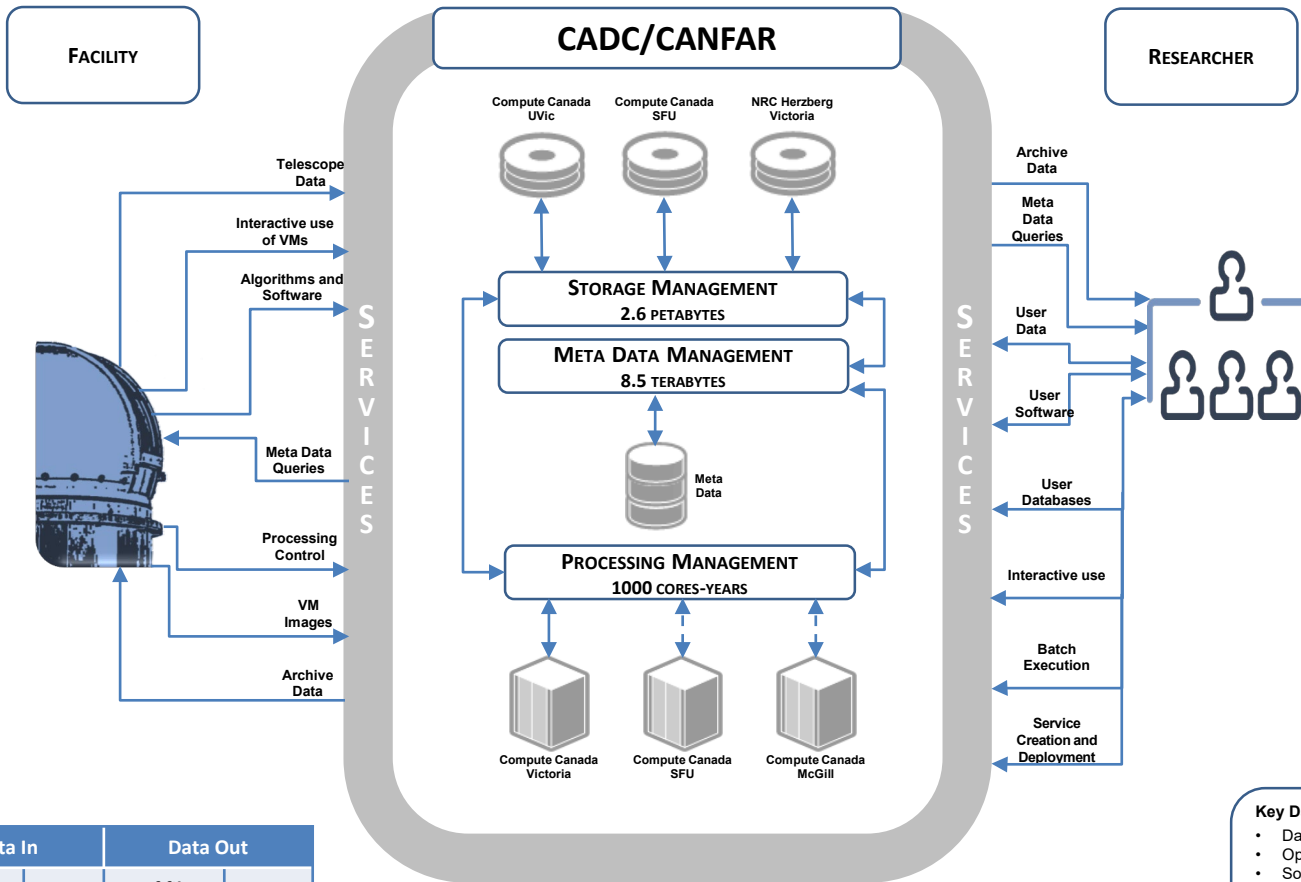 FACILITY
CADC/CANFAR
RESEARCHER
Compute Canada
UVic
Compute Canada
SFU
NRC Herzberg
Victoria
Telescope
Data
Interactive use
of VMs
Algorithms and
Software
Meta Data
Queries
Processing
Control
VM
Images
Archive
Data
SERVICES
STORAGE MANAGEMENT
2.6 PETABYTES
META DATA MANAGEMENT
8.5 TERABYTES
Meta
Data
PROCESSING MANAGEMENT
1000 CORES-YEARS
Compute Canada
Victoria
Compute Canada
SFU
Compute Canada
McGill
SERVICES
Archive
Data
Meta
Data
Queries
User
Data
User
Software
User
Databases
Interactive use
Batch
Execution
Service
Creation and
Deployment
In
Data Out
Key
• 
• 
•